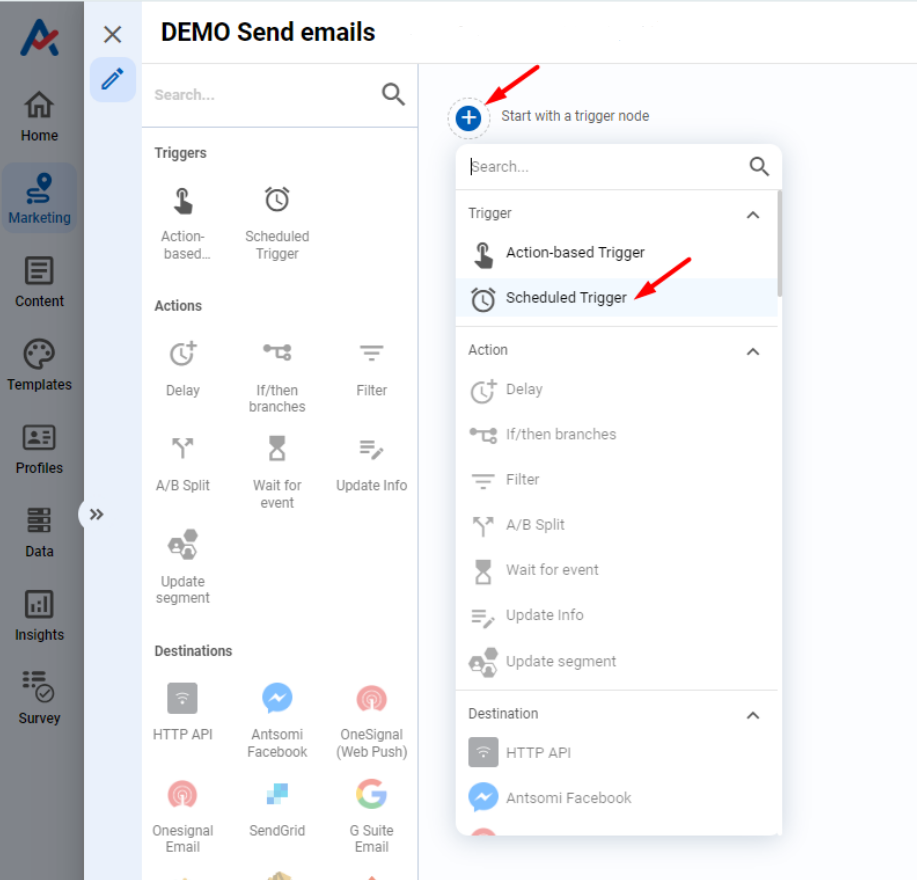 DEMO Send emails
Home
Marketing
Content
Templates
Profiles
Data
Insights
Survey
Search...
Triggers
Action-
based...
Scheduled
Trigger
Actions
Delay
If/then
branches
Filter
A/B Split
Wait for
event
Update Info
Update
segment
Destinations
HTTP API
Antsomi
Facebook
OneSignal
(Web Push)
Onesignal
Email
SendGrid
G Suite
Email
Start with a trigger node
Search...
Trigger
Action-based Trigger
Scheduled Trigger
Action
Delay
If/then branches
Filter
A/B Split
Wait for event
Update Info
Update segment
Destination
HTTP API
Antsomi Facebook